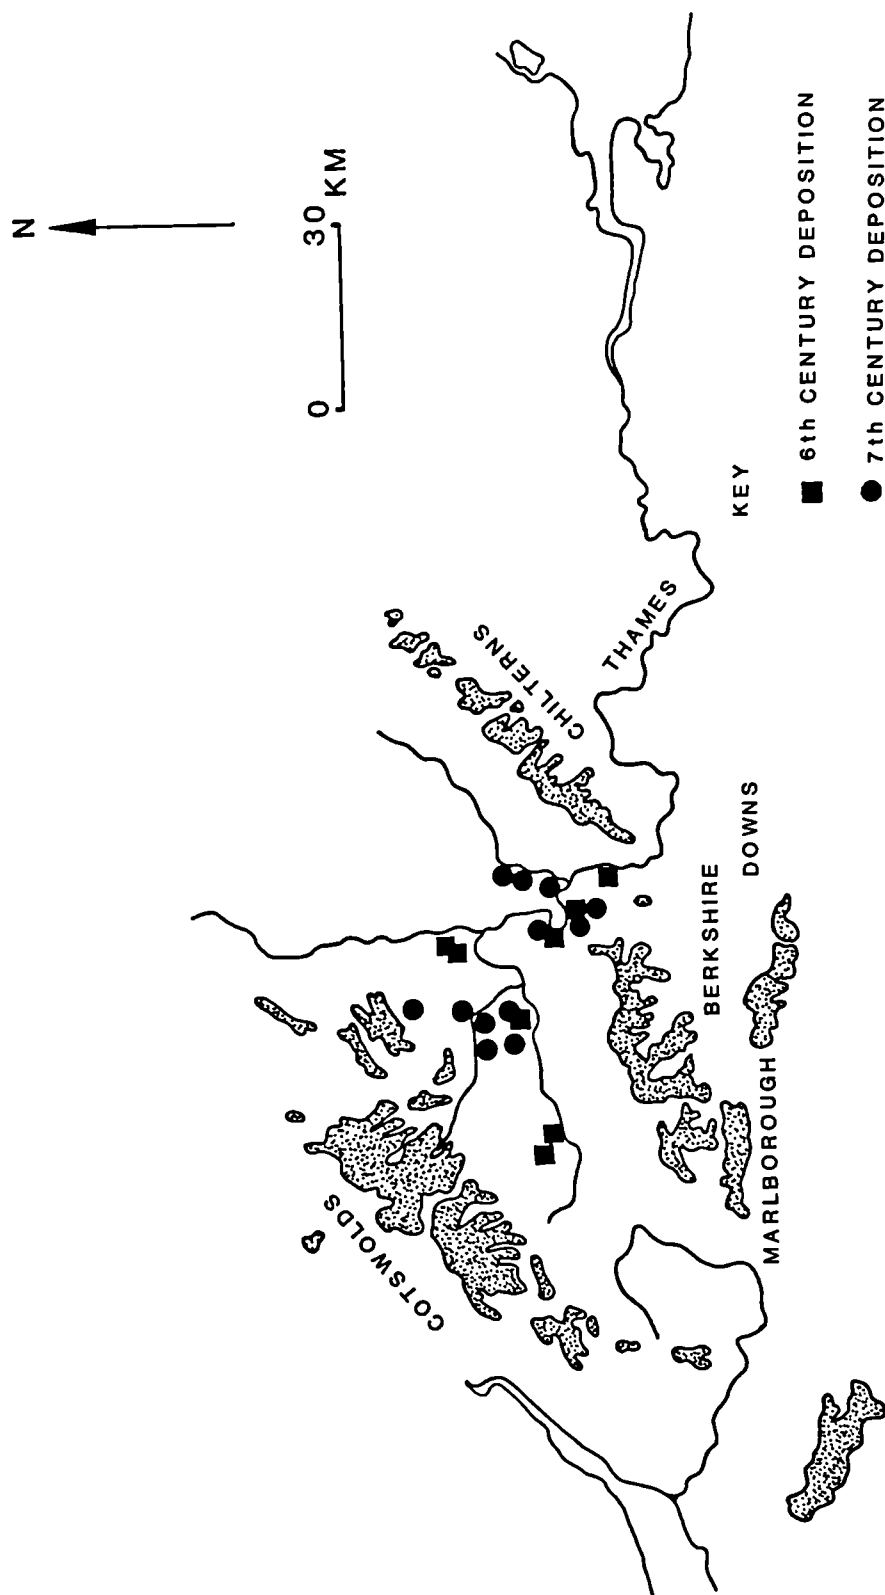 N
0 30
KM
COTSWOLDS
CHILTERNS
THAMES
BERKSHIRE
DOWNS
MARLBOROUGH
KEY
6th CENTURY DEPOSITION
7th CENTURY DEPOSITION